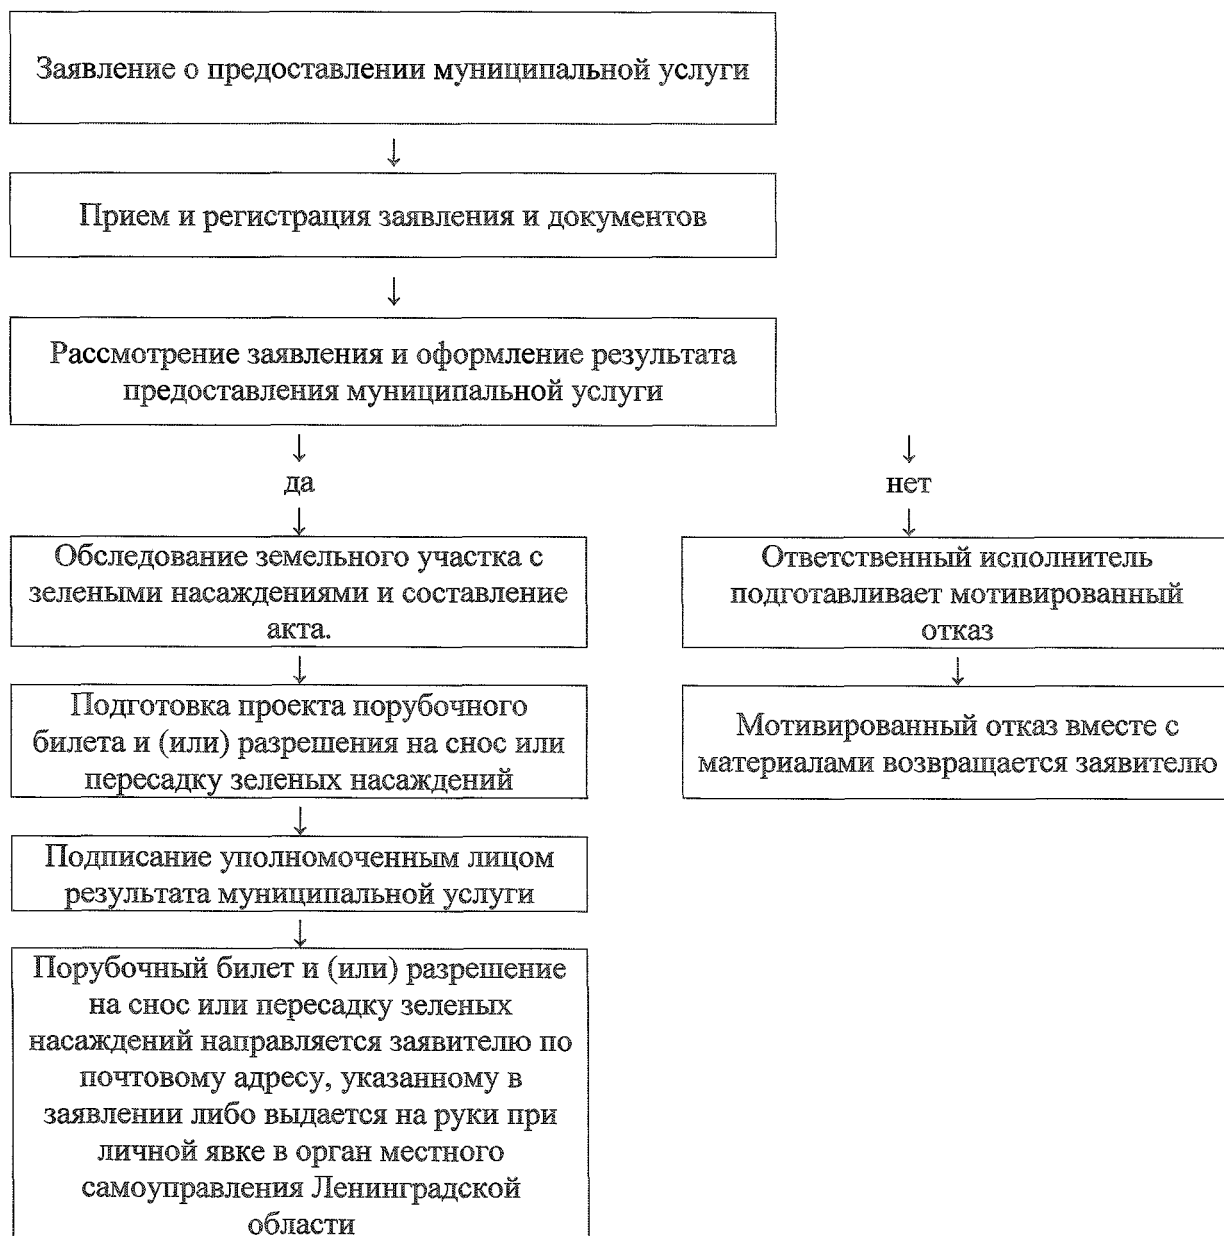 Заявление о предоставлении муниципальной услуги
↓
Прием и регистрация заявления и документов
↓
Рассмотрение заявления и оформление результата
предоставления муниципальной услуги
↓
да
↓
Обследование земельного участка с
зелеными насаждениями и составление
акта.
↓
Подготовка проекта порубочного
билета и (или) разрешения на снос или
пересадку зеленых насаждений
↓
Подписание уполномоченным лицом
результата муниципальной услуги
↓
Порубочный билет и (или) разрешение
на снос или пересадку зеленых
насаждений направляется заявителю по
почтовому адресу, указанному в
заявлении либо выдается на руки при
личной явке в орган местного
самоуправления Ленинградской
области
↓
нет
↓
Ответственный исполнитель
подготавливает мотивированный
отказ
↓
Мотивированный отказ вместе с
материалами возвращается заявителю